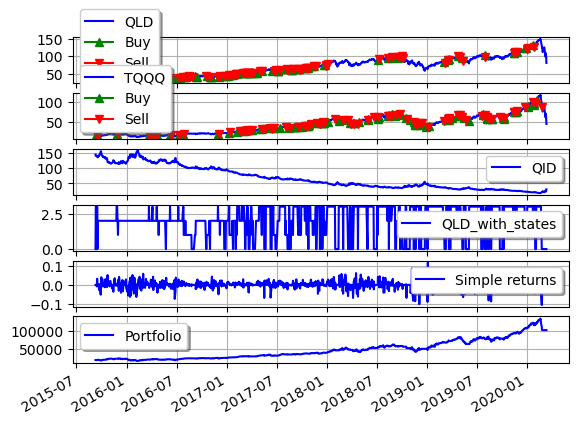 QLD
Buy
Sell
150
100
50
TQQQ
Buy
Sell
100
50
150
100
50
QID
2.5
0.0
QLD_with_states
0.1
0.0
−0.1
Simple returns
100000
50000
Portfolio
2015-07
2016-01
2016-07
2017-01
2017-07
2018-01
2018-07
2019-01
2019-07
2020-01